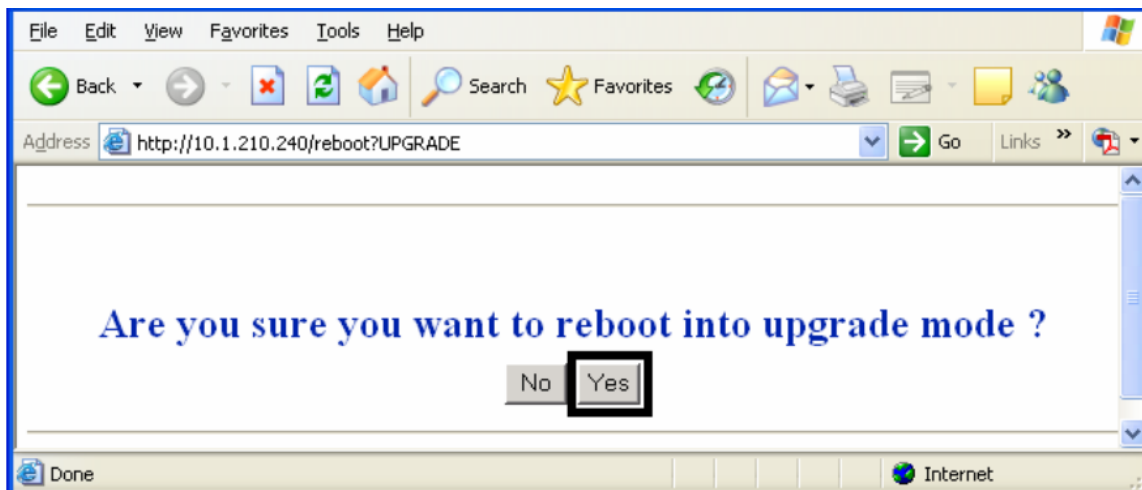 File Edit View Favorites Tools Help
Back Search Favorites
Address http://10.1.210.240/reboot?UPGRADE Go Links »
Are you sure you want to reboot into upgrade mode ?
No Yes
Done Internet